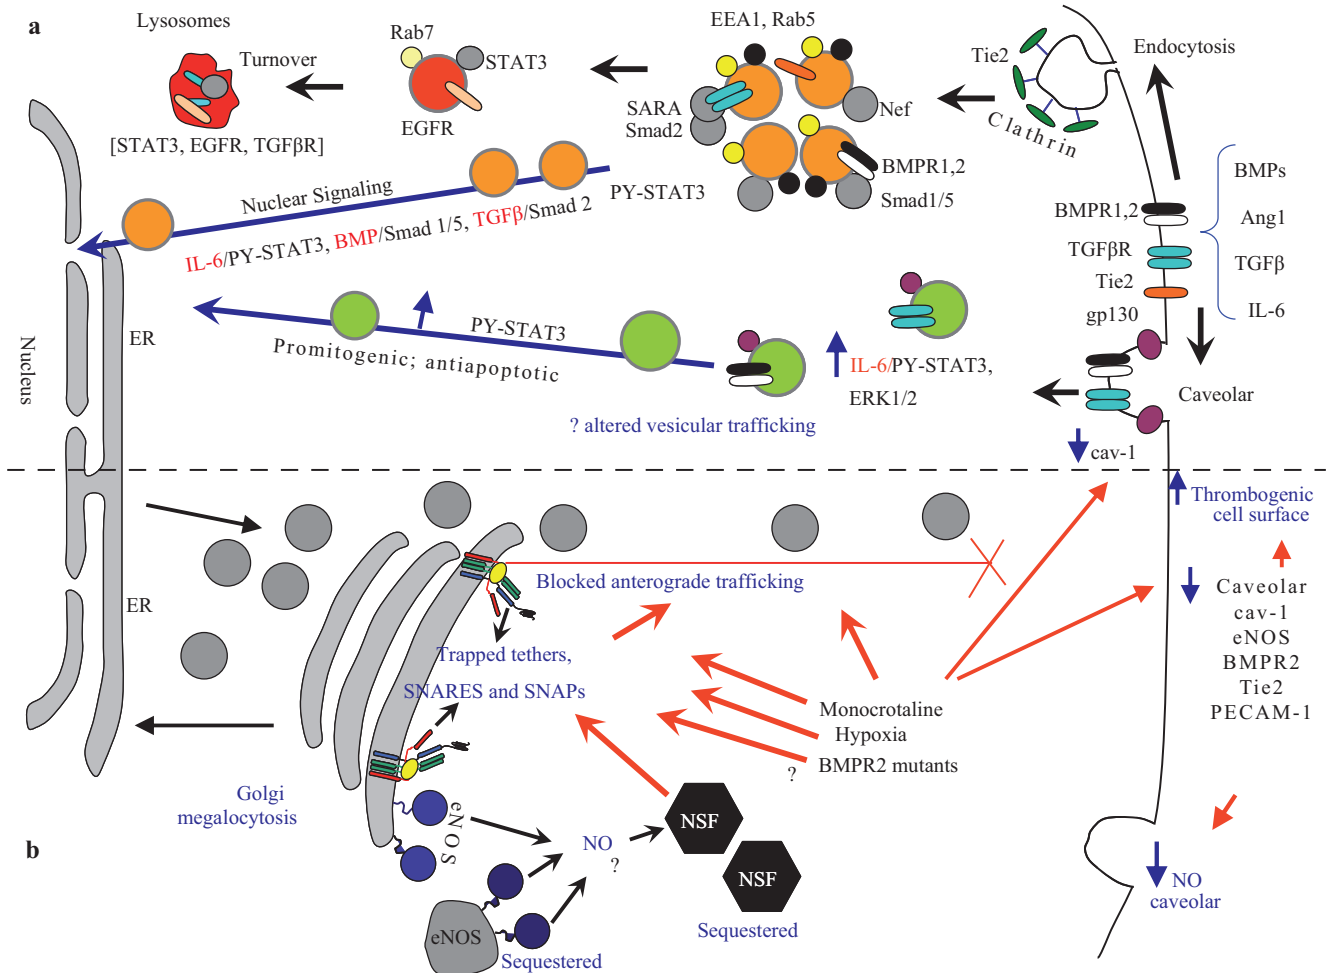 a
Lysosomes
Turnover
[STAT3, EGFR, TGFβR]
Rab7
STAT3
EGFR
EEA1, Rab5
SARA
Smad2
Nef
BMPR1,2
Smad1/5
PY-STAT3
Tie2
Clathrin
Endocytosis
BMPR1,2
TGFβR
Tie2
gp130
BMPs
Ang1
TGFβ
IL-6
Nuclear Signaling
IL-6/PY-STAT3, BMP/Smad 1/5, TGFβ/Smad 2
Nucleus
ER
PY-STAT3
Promitogenic; antiapoptotic
IL-6/PY-STAT3,
ERK1/2
Caveolar
? altered vesicular trafficking
cav-1
Thrombogenic
cell surface
Blocked anterograde trafficking
ER
Caveolar
cav-1
eNOS
BMPR2
Tie2
PECAM-1
Trapped tethers,
SNARES and SNAPs
Monocrotaline
Hypoxia
? BMPR2 mutants
Golgi
megalocytosis
eNOS
NO
?
NSF
NSF
Sequestered
b
eNOS
Sequestered
NO
caveolar